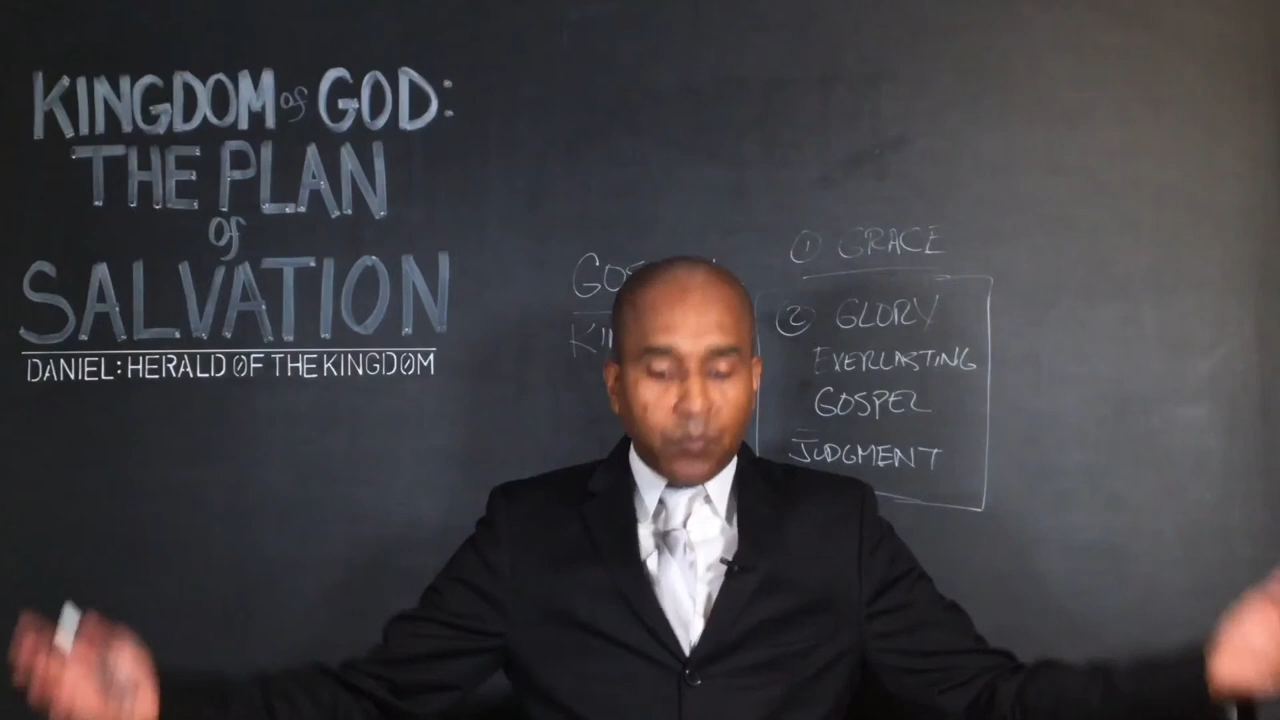 KINGDOM of GOD:
THE PLAN
of
SALVATION
DANIEL: HERALD OF THE KINGDOM
① GRACE
② GLORY
EVERLASTING
GOSPEL
JUDGMENT